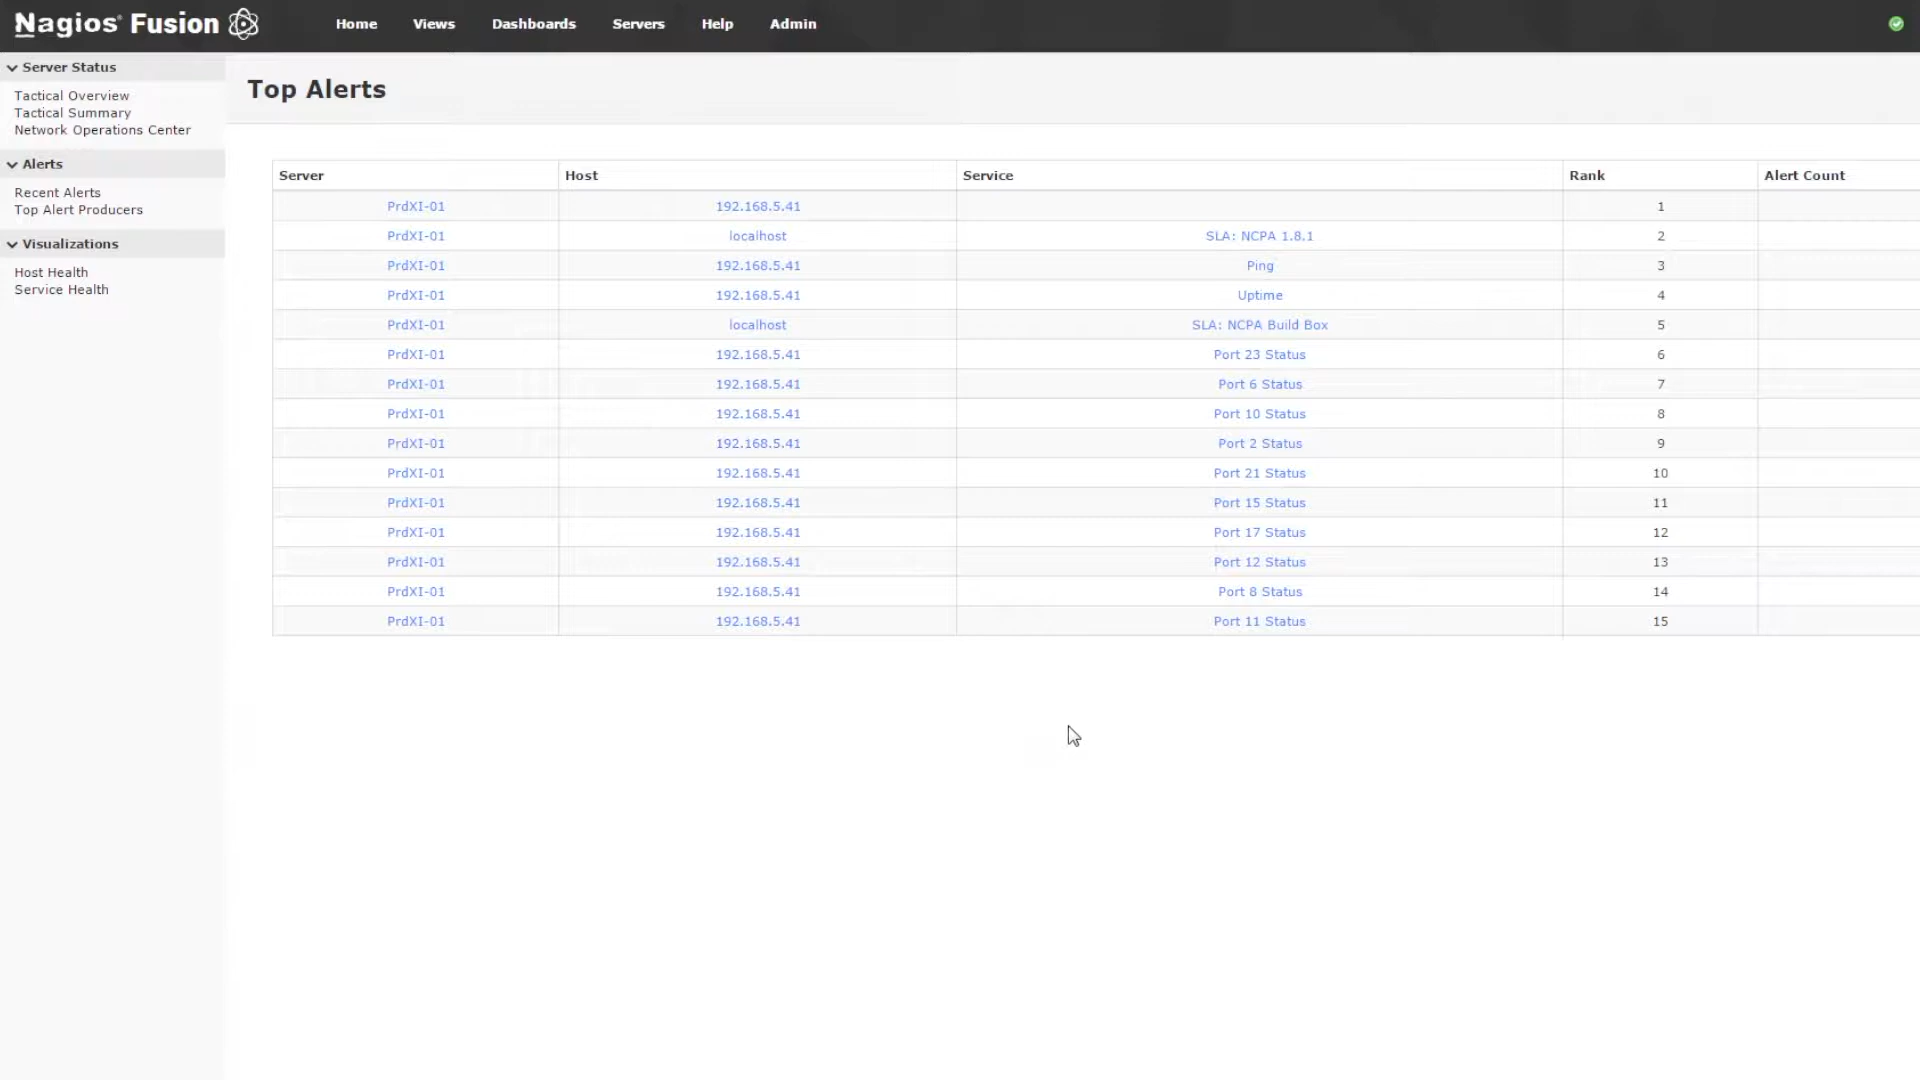 Nagios® Fusion Home Views Dashboards Servers Help Admin
Server Status
Tactical Overview
Tactical Summary
Network Operations Center
Alerts
Recent Alerts
Top Alert Producers
Visualizations
Host Health
Service Health
Top Alerts
Server Host Service Rank Alert Count
PrdXI-01 192.168.5.41 1
PrdXI-01 localhost SLA: NCPA 1.8.1 2
PrdXI-01 192.168.5.41 Ping 3
PrdXI-01 192.168.5.41 Uptime 4
PrdXI-01 localhost SLA: NCPA Build Box 5
PrdXI-01 192.168.5.41 Port 23 Status 6
PrdXI-01 192.168.5.41 Port 6 Status 7
PrdXI-01 192.168.5.41 Port 10 Status 8
PrdXI-01 192.168.5.41 Port 2 Status 9
PrdXI-01 192.168.5.41 Port 21 Status 10
PrdXI-01 192.168.5.41 Port 15 Status 11
PrdXI-01 192.168.5.41 Port 17 Status 12
PrdXI-01 192.168.5.41 Port 12 Status 13
PrdXI-01 192.168.5.41 Port 8 Status 14
PrdXI-01 192.168.5.41 Port 11 Status 15